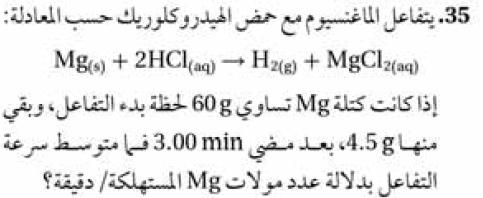 35. يتفاعل الماغنسيوم مع حمض الهيدروكلوريك حسب المعادلة:
Mg(s) + 2HCl(aq) → H2(g) + MgCl2(aq)
إذا كانت كتلة Mg تساوي 60 g لحظة بدء التفاعل، وبقي
منها 4.5 g، بعد مضي 3.00 min فما متوسط سرعة
التفاعل بدلالة عدد مولات Mg المستهلكة/ دقيقة؟